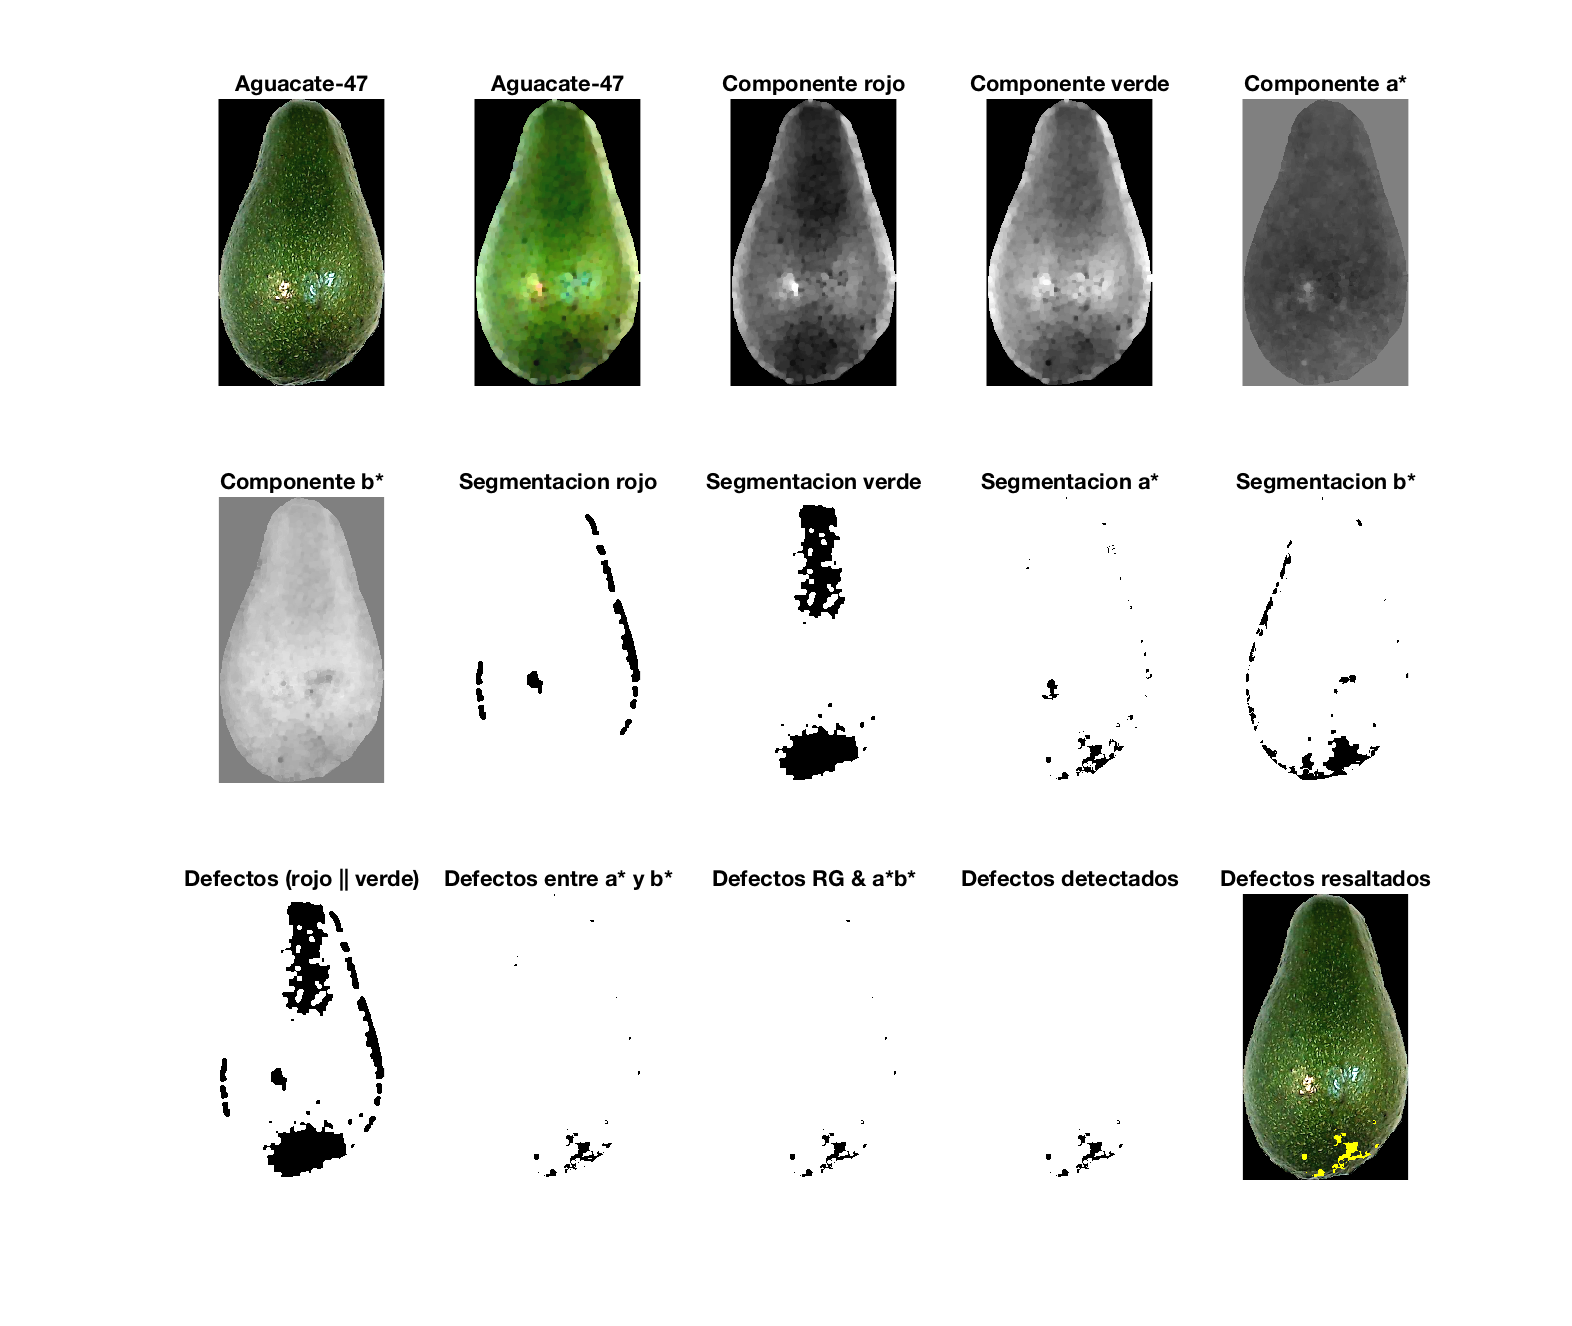 Aguacate-47
Aguacate-47
Componente rojo
Componente verde
Componente a*
Componente b*
Segmentacion rojo
Segmentacion verde
Segmentacion a*
Segmentacion b*
Defectos (rojo || verde)
Defectos entre a* y b*
Defectos RG & a*b*
Defectos detectados
Defectos resaltados